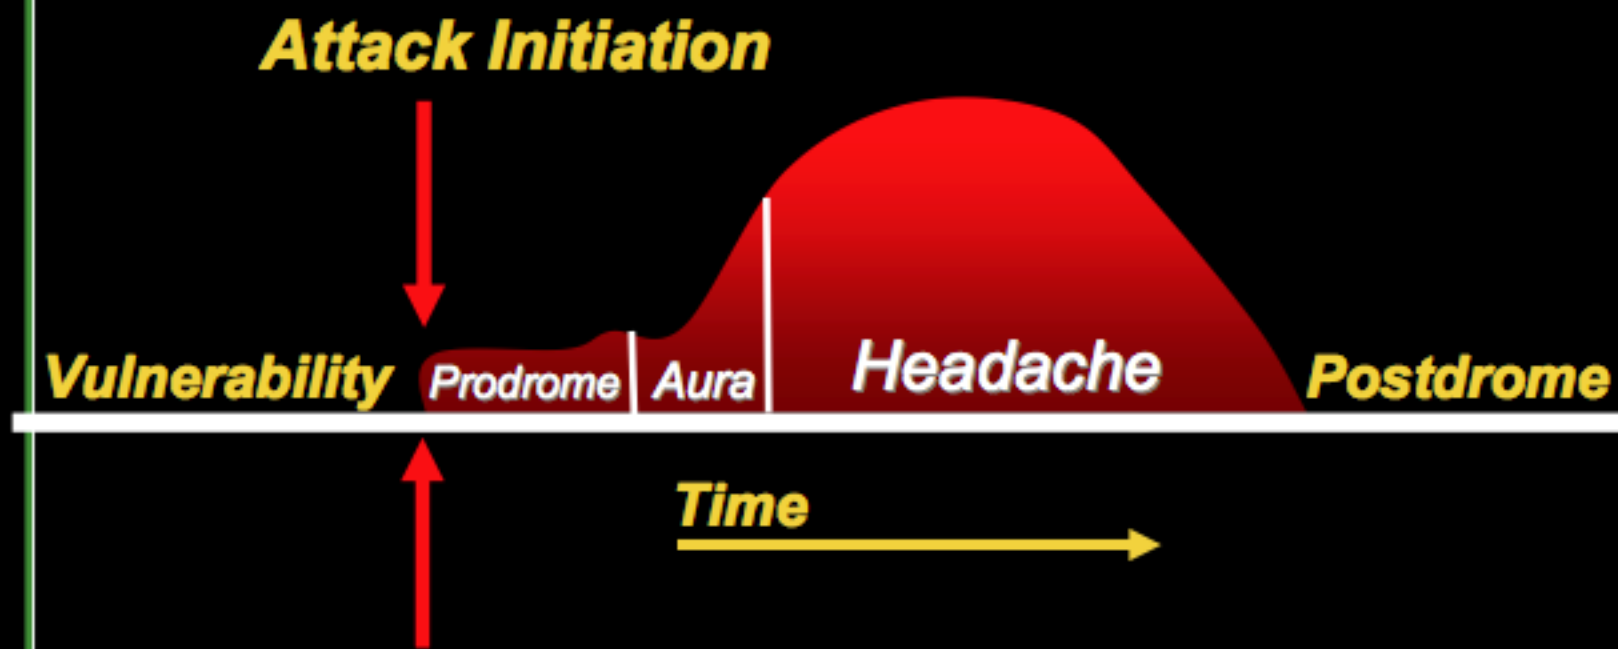 Attack Initiation
Vulnerability
Prodrome
Aura
Headache
Postdrome
Time